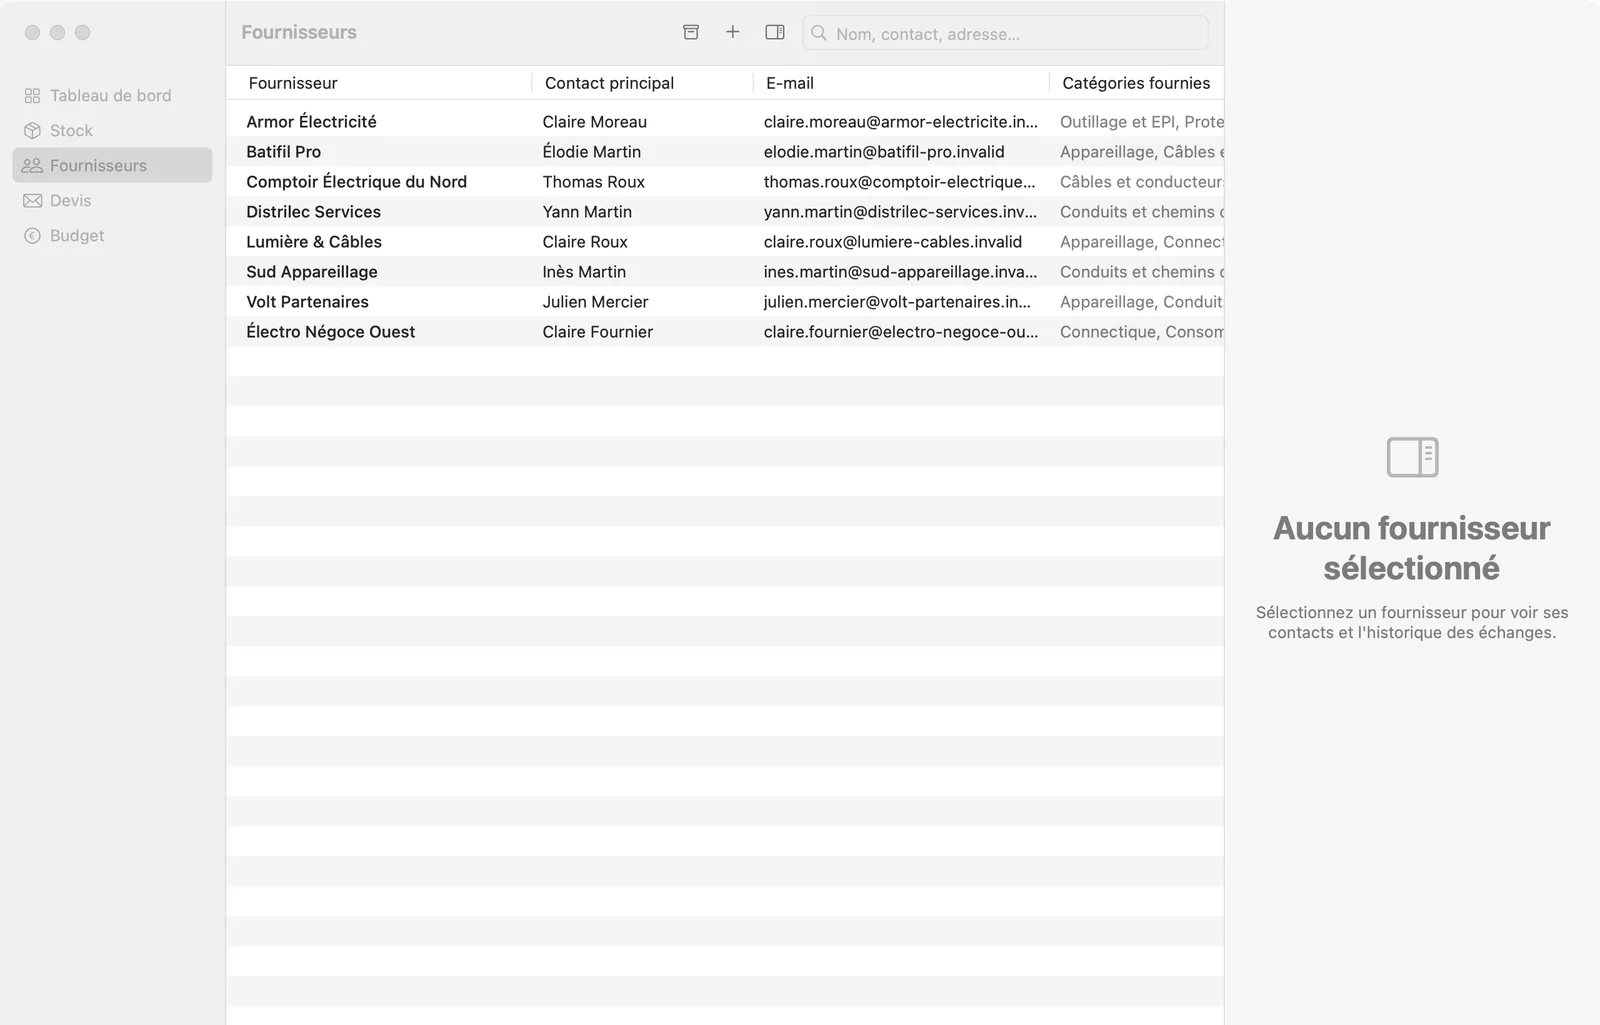 Fournisseurs
Nom, contact, adresse...
Tableau de bord
Stock
Fournisseurs
Devis
Budget
Fournisseur Contact principal E-mail Catégories fournies
Armor Électricité Claire Moreau claire.moreau@armor-electricite.in... Outillage et EPI, Prote
Batifil Pro Élodie Martin elodie.martin@batifil-pro.invalid Appareillage, Câbles e
Comptoir Électrique du Nord Thomas Roux thomas.roux@comptoir-electrique... Câbles et conducteurs
Distrilec Services Yann Martin yann.martin@distrilec-services.inv... Conduits et chemins d
Lumière & Câbles Claire Roux claire.roux@lumiere-cables.invalid Appareillage, Connect
Sud Appareillage Inès Martin ines.martin@sud-appareillage.inva... Conduits et chemins d
Volt Partenaires Julien Mercier julien.mercier@volt-partenaires.in... Appareillage, Conduit
Électro Négoce Ouest Claire Fournier claire.fournier@electro-negoce-ou... Connectique, Consom
Aucun fournisseur
sélectionné
Sélectionnez un fournisseur pour voir ses
contacts et l'historique des échanges.